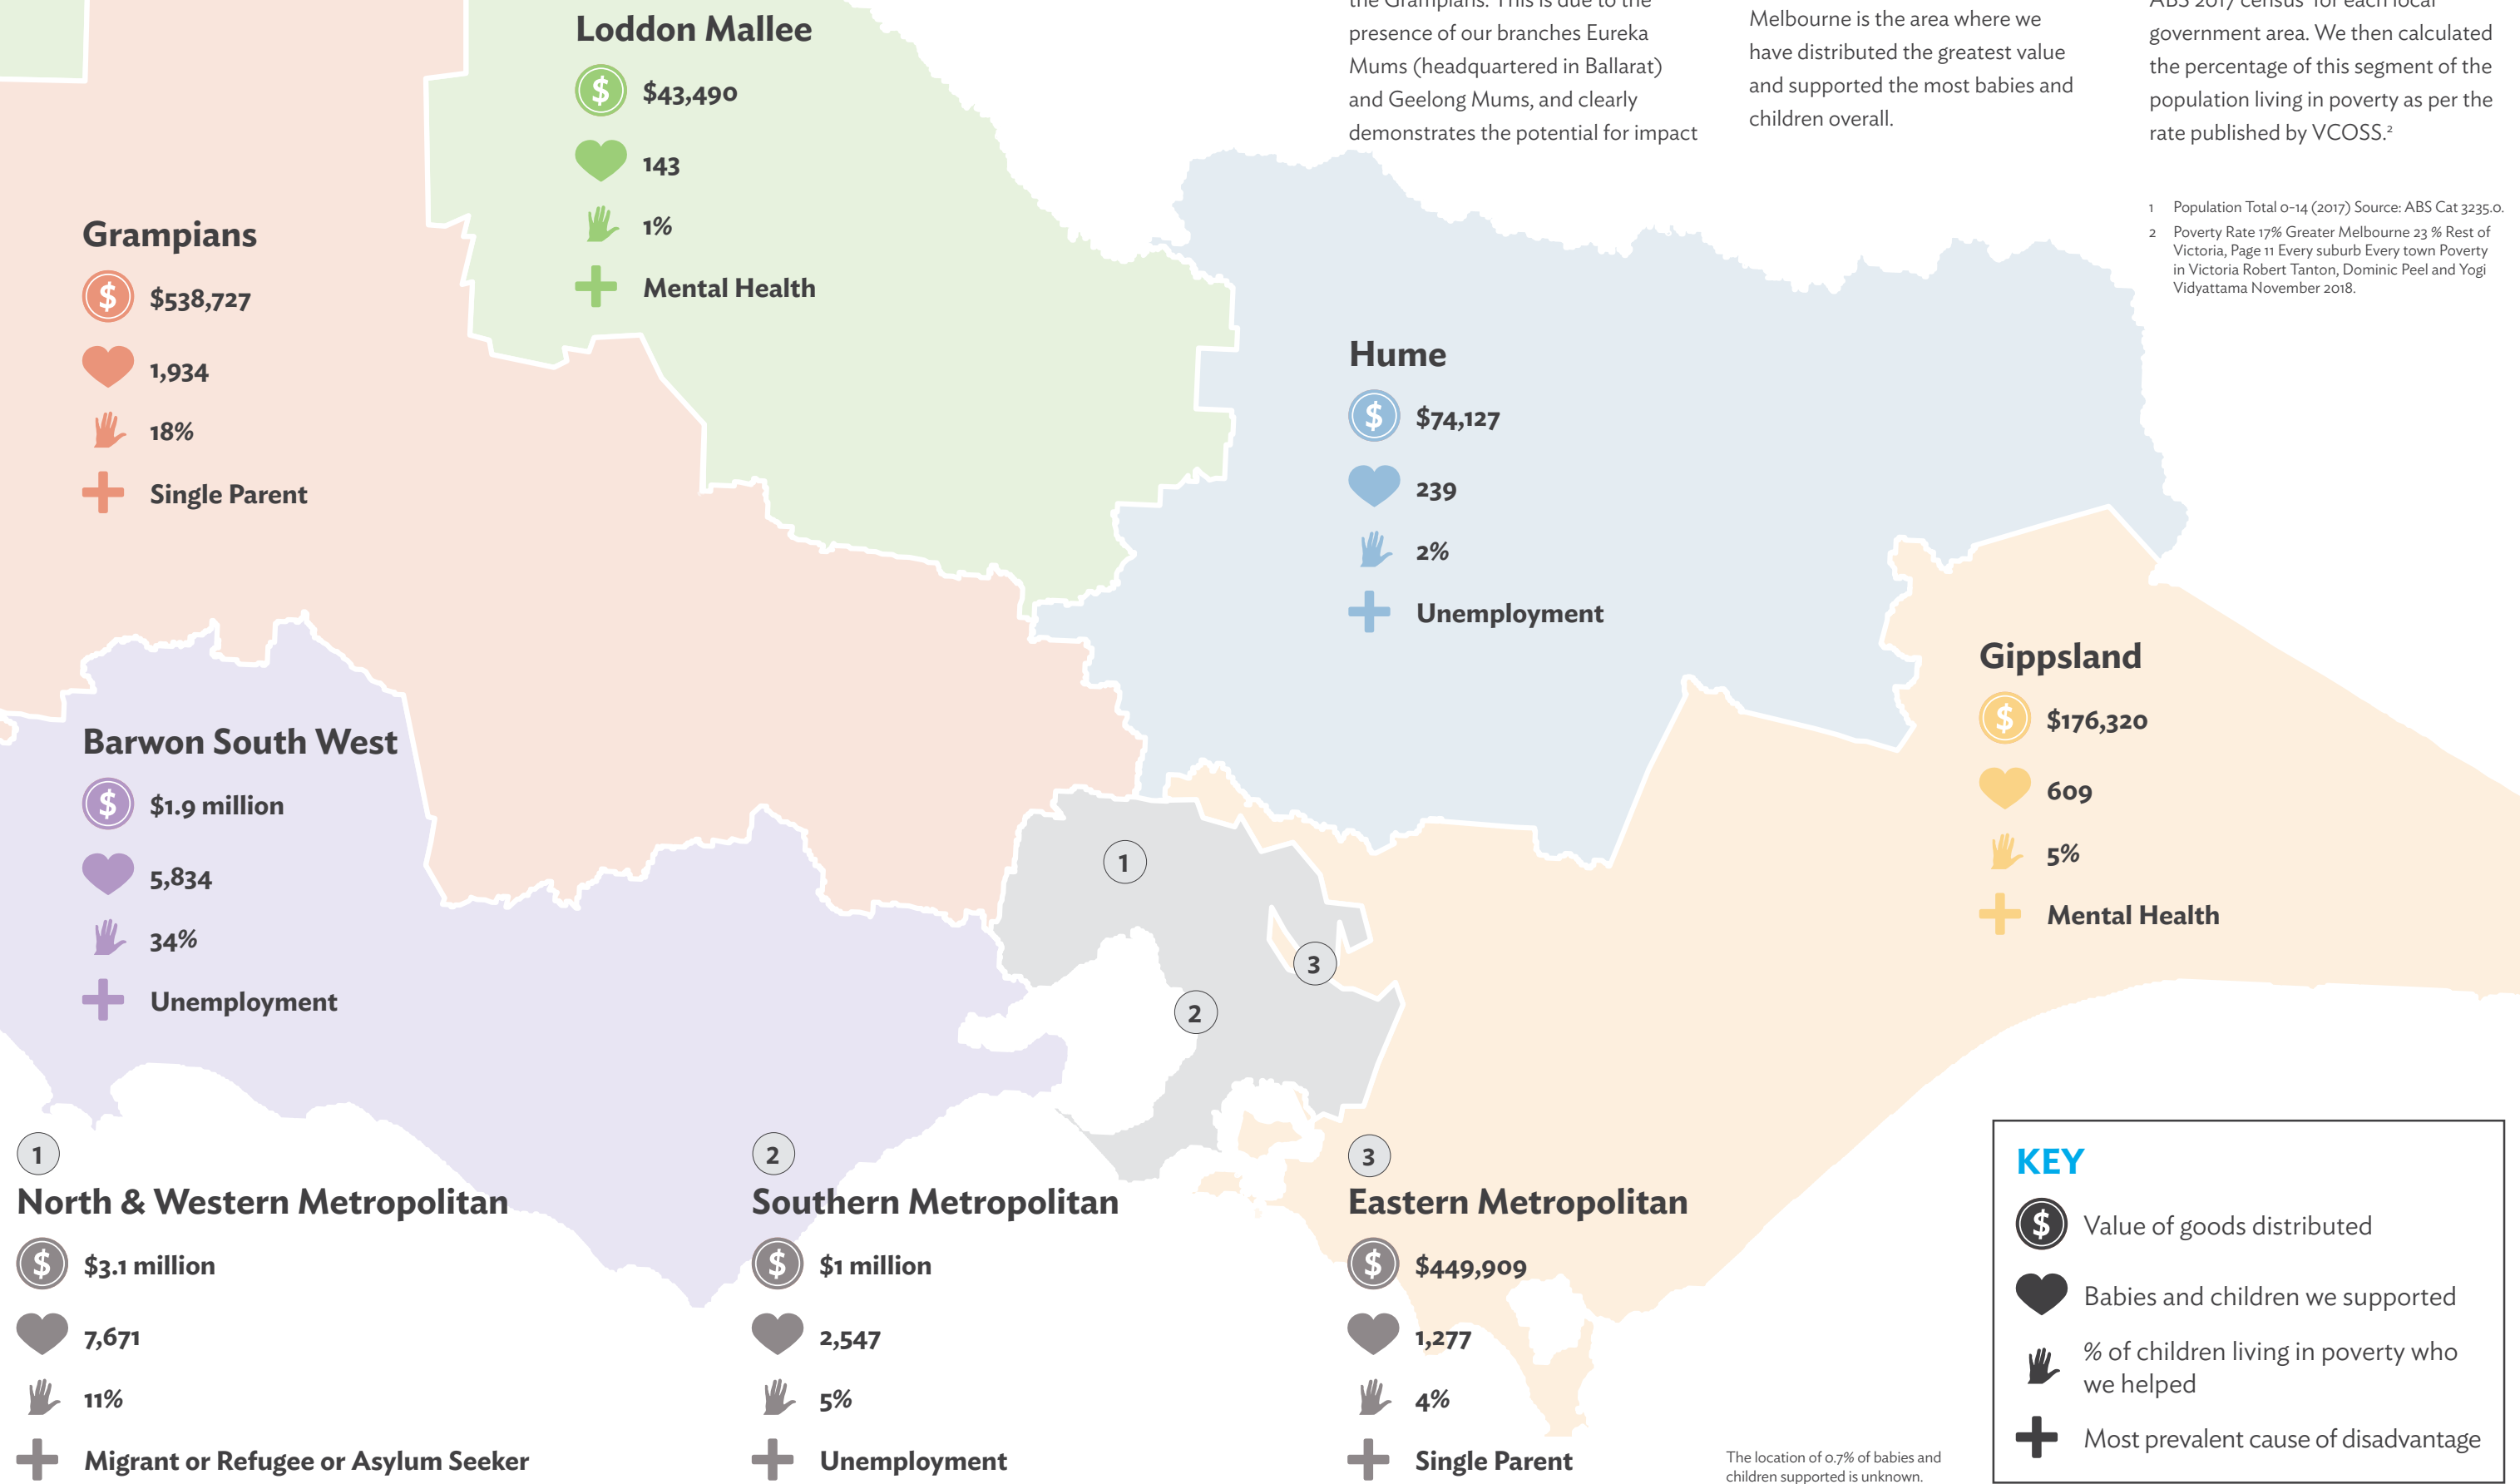 the Grampians. This is due to the
presence of our branches Eureka
Mums (headquartered in Ballarat)
and Geelong Mums, and clearly
demonstrates the potential for impact
Melbourne is the area where we
have distributed the greatest value
and supported the most babies and
children overall.
ABS 2017 census¹ for each local
government area. We then calculated
the percentage of this segment of the
population living in poverty as per the
rate published by VCOSS.²
1 Population Total 0-14 (2017) Source: ABS Cat 3235.0.
2 Poverty Rate 17% Greater Melbourne 23 % Rest of
Victoria, Page 11 Every suburb Every town Poverty
in Victoria Robert Tanton, Dominic Peel and Yogi
Vidyattama November 2018.
Loddon Mallee
$ $43,490
143
1%
Mental Health
Grampians
$ $538,727
1,934
18%
Single Parent
Hume
$ $74,127
239
2%
Unemployment
Gippsland
$ $176,320
609
5%
Mental Health
Barwon South West
$ $1.9 million
5,834
34%
Unemployment
1
3
2
1
North & Western Metropolitan
$ $3.1 million
7,671
11%
Migrant or Refugee or Asylum Seeker
2
Southern Metropolitan
$ $1 million
2,547
5%
Unemployment
3
Eastern Metropolitan
$ $449,909
1,277
4%
Single Parent
The location of 0.7% of babies and
children supported is unknown.
KEY
$ Value of goods distributed
Babies and children we supported
% of children living in poverty who
we helped
Most prevalent cause of disadvantage